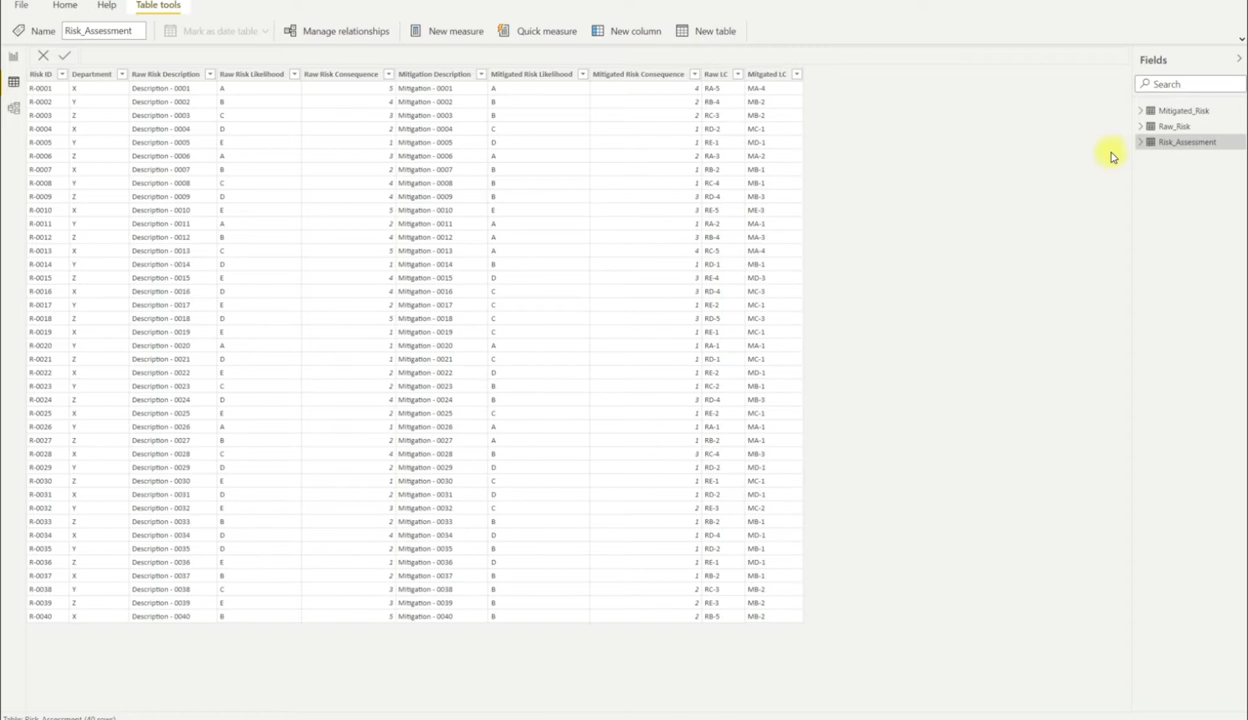 File Home Help Table tools
Name Risk_Assessment Mark as date table Manage relationships New measure Quick measure New column New table
Fields
Search
Mitigated_Risk
Raw_Risk
Risk_Assessment
Risk ID Department Raw Risk Description Raw Risk Likelihood Raw Risk Consequence Mitigation Description Mitigated Risk Likelihood Mitigated Risk Consequence Raw LC Mitgated LC
R-0001 X Description - 0001 A 5 Mitigation - 0001 A 4 RA-5 MA-4
R-0002 Y Description - 0002 B 4 Mitigation - 0002 B 2 RB-4 MB-2
R-0003 Z Description - 0003 C 3 Mitigation - 0003 B 2 RC-3 MB-2
R-0004 X Description - 0004 D 2 Mitigation - 0004 C 1 RD-2 MC-1
R-0005 Y Description - 0005 E 1 Mitigation - 0005 D 1 RE-1 MD-1
R-0006 Z Description - 0006 A 3 Mitigation - 0006 A 2 RA-3 MA-2
R-0007 X Description - 0007 B 2 Mitigation - 0007 B 1 RB-2 MB-1
R-0008 Y Description - 0008 C 4 Mitigation - 0008 B 1 RC-4 MB-1
R-0009 Z Description - 0009 D 4 Mitigation - 0009 B 3 RD-4 MB-3
R-0010 X Description - 0010 E 5 Mitigation - 0010 E 3 RE-5 ME-3
R-0011 Y Description - 0011 A 2 Mitigation - 0011 A 1 RA-2 MA-1
R-0012 Z Description - 0012 B 4 Mitigation - 0012 A 3 RB-4 MA-3
R-0013 X Description - 0013 C 5 Mitigation - 0013 A 4 RC-5 MA-4
R-0014 Y Description - 0014 D 1 Mitigation - 0014 B 1 RD-1 MB-1
R-0015 Z Description - 0015 E 4 Mitigation - 0015 D 3 RE-4 MD-3
R-0016 X Description - 0016 D 4 Mitigation - 0016 C 3 RD-4 MC-3
R-0017 Y Description - 0017 E 2 Mitigation - 0017 C 1 RE-2 MC-1
R-0018 Z Description - 0018 D 5 Mitigation - 0018 C 3 RD-5 MC-3
R-0019 X Description - 0019 E 1 Mitigation - 0019 C 1 RE-1 MC-1
R-0020 Y Description - 0020 A 1 Mitigation - 0020 A 1 RA-1 MA-1
R-0021 Z Description - 0021 D 1 Mitigation - 0021 C 1 RD-1 MC-1
R-0022 X Description - 0022 E 2 Mitigation - 0022 D 1 RE-2 MD-1
R-0023 Y Description - 0023 C 2 Mitigation - 0023 B 1 RC-2 MB-1
R-0024 Z Description - 0024 D 4 Mitigation - 0024 B 3 RD-4 MB-3
R-0025 X Description - 0025 E 2 Mitigation - 0025 C 1 RE-2 MC-1
R-0026 Y Description - 0026 A 1 Mitigation - 0026 A 1 RA-1 MA-1
R-0027 Z Description - 0027 B 2 Mitigation - 0027 A 1 RB-2 MA-1
R-0028 X Description - 0028 C 4 Mitigation - 0028 B 3 RC-4 MB-3
R-0029 Y Description - 0029 D 2 Mitigation - 0029 D 1 RD-2 MD-1
R-0030 Z Description - 0030 E 1 Mitigation - 0030 C 1 RE-1 MC-1
R-0031 X Description - 0031 D 2 Mitigation - 0031 D 1 RD-2 MD-1
R-0032 Y Description - 0032 E 3 Mitigation - 0032 C 2 RE-3 MC-2
R-0033 Z Description - 0033 B 2 Mitigation - 0033 B 1 RB-2 MB-1
R-0034 X Description - 0034 D 4 Mitigation - 0034 D 1 RD-4 MD-1
R-0035 Y Description - 0035 D 2 Mitigation - 0035 B 1 RD-2 MB-1
R-0036 Z Description - 0036 E 1 Mitigation - 0036 D 1 RE-1 MD-1
R-0037 X Description - 0037 B 2 Mitigation - 0037 B 1 RB-2 MB-1
R-0038 Y Description - 0038 C 3 Mitigation - 0038 B 2 RC-3 MB-2
R-0039 Z Description - 0039 E 3 Mitigation - 0039 B 2 RE-3 MB-2
R-0040 X Description - 0040 B 5 Mitigation - 0040 B 2 RB-5 MB-2
Table: Risk_Assessment (40 rows)